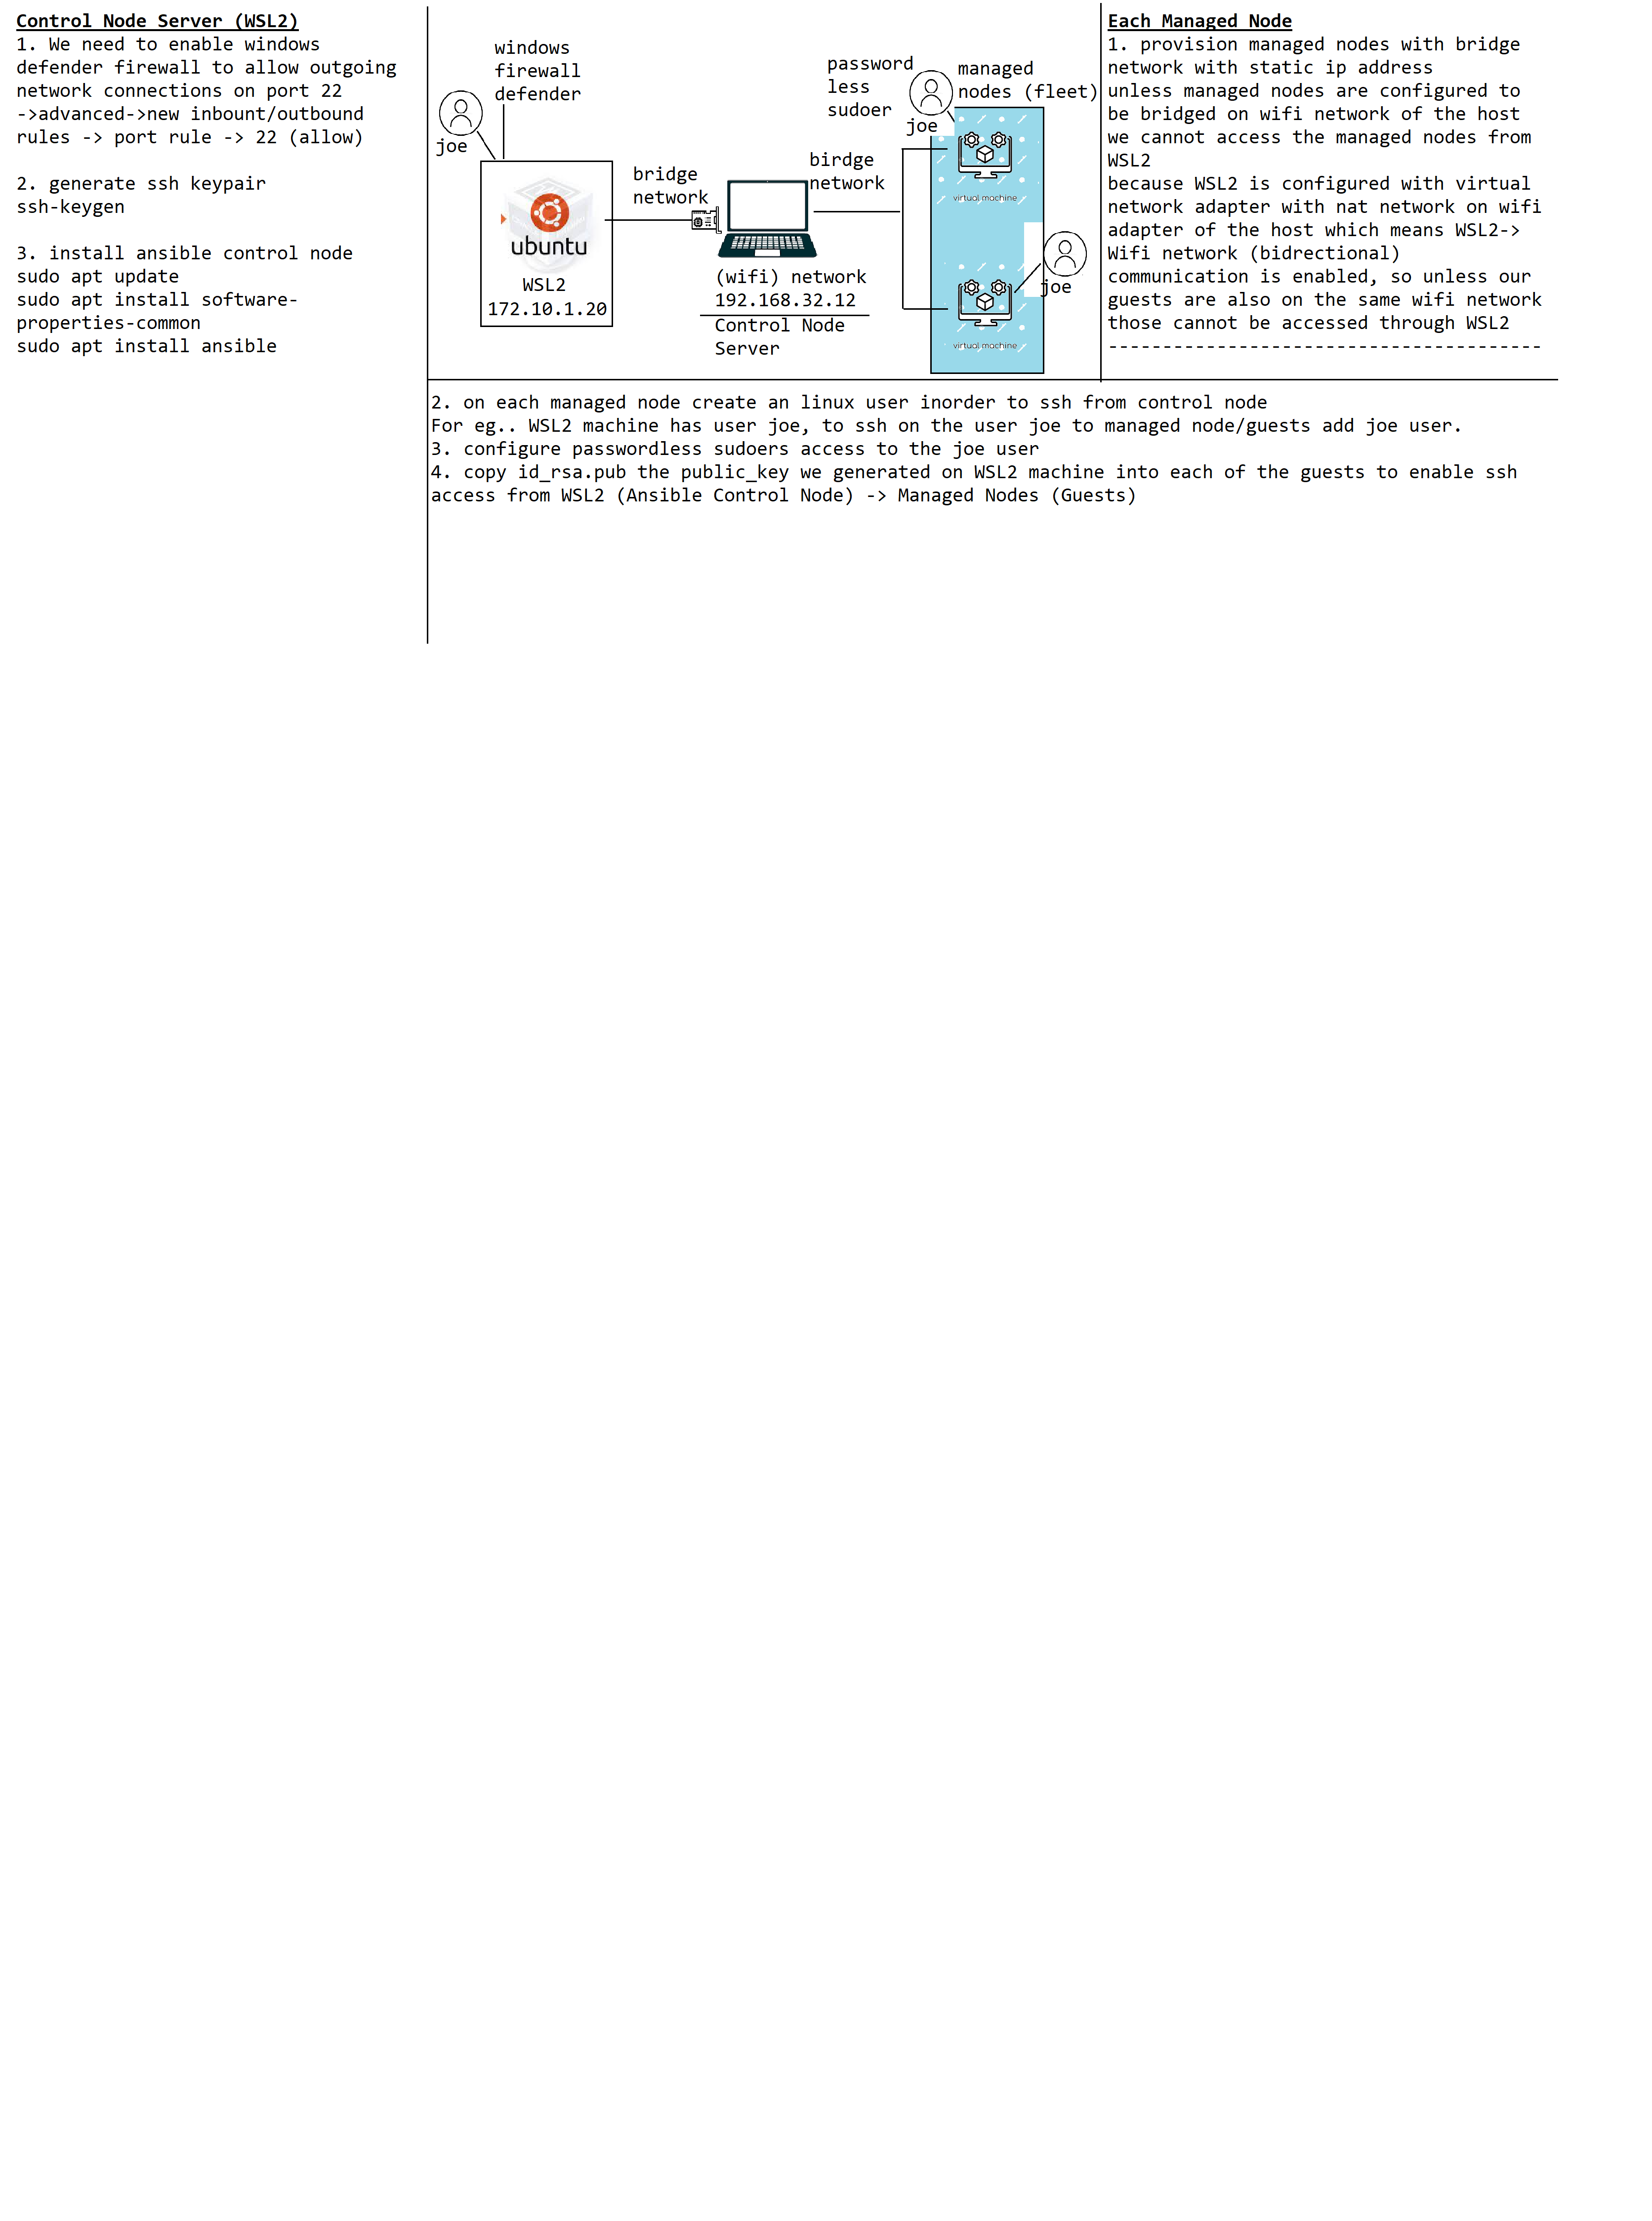 Control Node Server (WSL2)
1. We need to enable windows
defender firewall to allow outgoing
network connections on port 22
->advanced->new inbount/outbound
rules -> port rule -> 22 (allow)
2. generate ssh keypair
ssh-keygen
3. install ansible control node
sudo apt update
sudo apt install software-
properties-common
sudo apt install ansible
windows
firewall
defender
joe
ubuntu
WSL2
172.10.1.20
bridge
network
(wifi) network
192.168.32.12
Control Node
Server
birdge
network
password
less
sudoer
joe
managed
nodes (fleet)
virtual machine
joe
virtual machine
Each Managed Node
1. provision managed nodes with bridge
network with static ip address
unless managed nodes are configured to
be bridged on wifi network of the host
we cannot access the managed nodes from
WSL2
because WSL2 is configured with virtual
network adapter with nat network on wifi
adapter of the host which means WSL2->
Wifi network (bidrectional)
communication is enabled, so unless our
guests are also on the same wifi network
those cannot be accessed through WSL2
----------------------------------------
2. on each managed node create an linux user inorder to ssh from control node
For eg.. WSL2 machine has user joe, to ssh on the user joe to managed node/guests add joe user.
3. configure passwordless sudoers access to the joe user
4. copy id_rsa.pub the public_key we generated on WSL2 machine into each of the guests to enable ssh
access from WSL2 (Ansible Control Node) -> Managed Nodes (Guests)